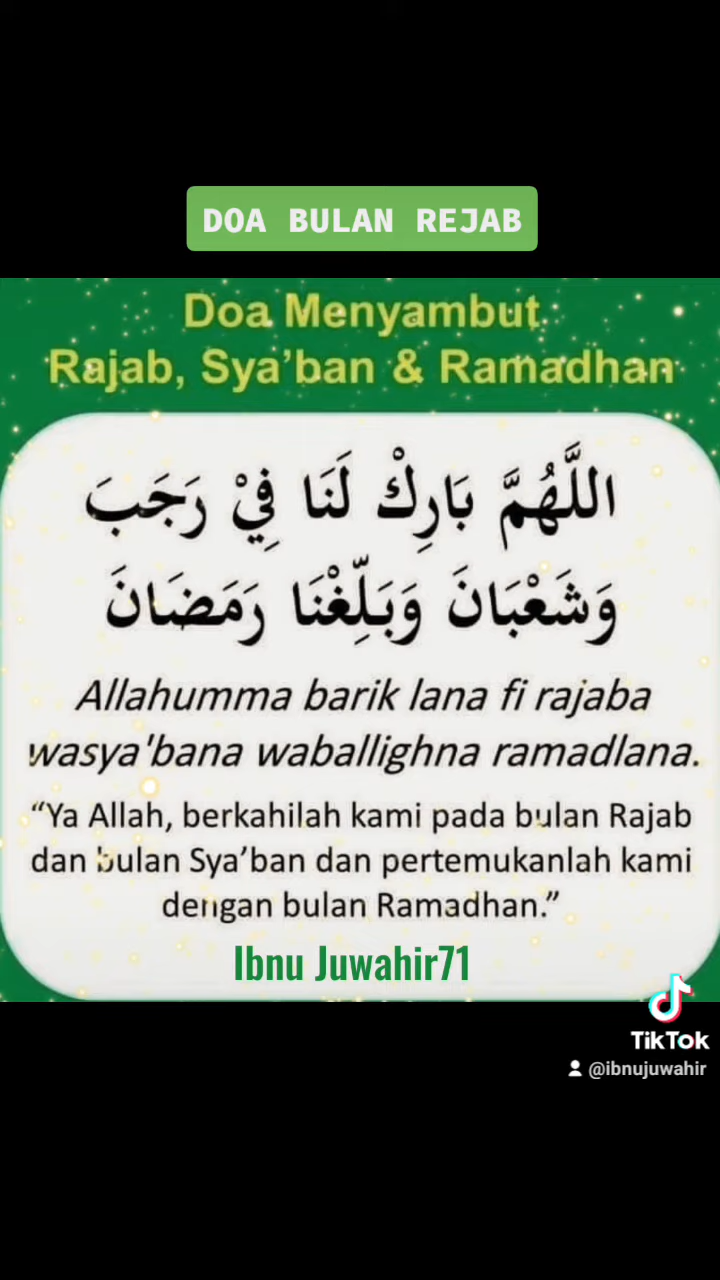 DOA BULAN REJAB
Doa Menyambut
Rajab, Sya'ban & Ramadhan
اللَّهُمَّ بَارِكْ لَنَا فِيْ رَجَبَ
وَشَعْبَانَ وَبَلِّغْنَا رَمَضَانَ
Allahumma barik lana fi rajaba
wasya'bana waballighna ramadlana.
“Ya Allah, berkahilah kami pada bulan Rajab
dan bulan Sya’ban dan pertemukanlah kami
dengan bulan Ramadhan.”
Ibnu Juwahir71
TikTok
@ibnujuwahir